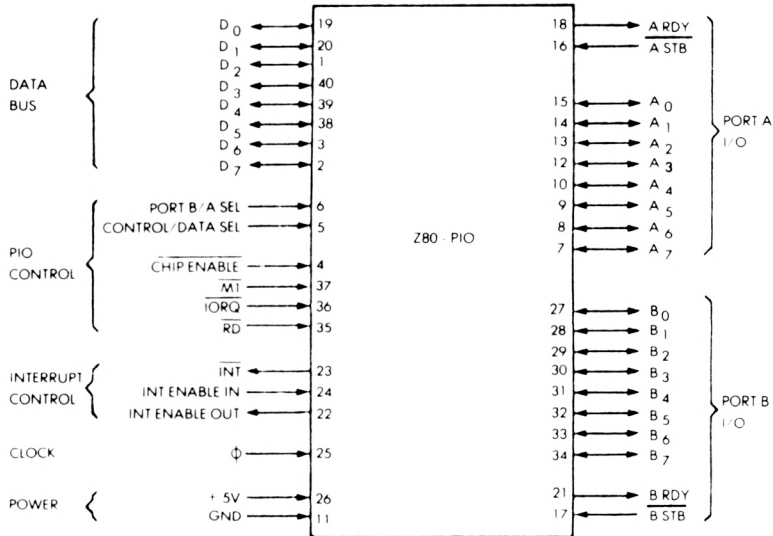 D0 19
D1 20
D2 1
D3 40
D4 39
D5 38
D6 3
D7 2
DATA
BUS
PORT B/A SEL 6
CONTROL/DATA SEL 5
CHIP ENABLE 4
M1 37
IORQ 36
RD 35
PIO
CONTROL
INT 23
INT ENABLE IN 24
INT ENABLE OUT 22
INTERRUPT
CONTROL
CLOCK
Φ 25
POWER
+ 5V 26
GND 11
Z80 - PIO
18 A RDY
16 A STB
15 A0
14 A1
13 A2
12 A3
10 A4
9 A5
8 A6
7 A7
PORT A
I/O
27 B0
28 B1
29 B2
30 B3
31 B4
32 B5
33 B6
34 B7
21 B RDY
17 B STB
PORT B
I/O